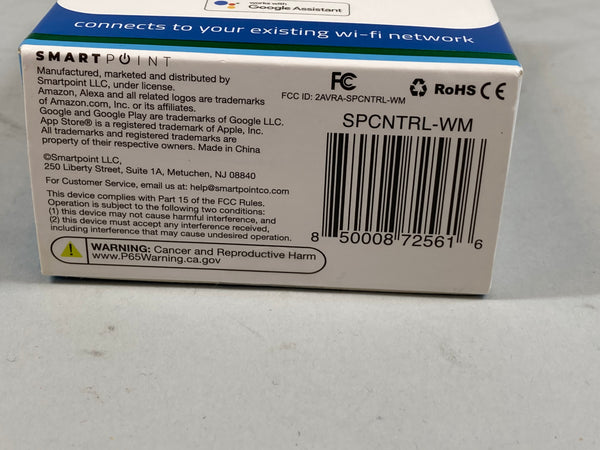 works with
Google Assistant
connects to your existing wi-fi network
SMARTPOINT
Manufactured, marketed and distributed by
Smartpoint LLC, under license.
Amazon, Alexa and all related logos are trademarks
of Amazon.com, Inc. or its affiliates.
Google and Google Play are trademarks of Google LLC.
App Store® is a registered trademark of Apple, Inc.
All trademarks and registered trademarks are
property of their respective owners. Made in China
©Smartpoint LLC,
250 Liberty Street, Suite 1A, Metuchen, NJ 08840
For Customer Service, email us at: help@smartpointco.com
This device complies with Part 15 of the FCC Rules.
Operation is subject to the following two conditions:
(1) this device may not cause harmful interference, and
(2) this device must accept any interference received,
including interference that may cause undesired operation.
WARNING: Cancer and Reproductive Harm
www.P65Warning.ca.gov
FC
FCC ID: 2AVRA-SPCNTRL-WM
RoHS CE
SPCNTRL-WM
8 50008 72561 6